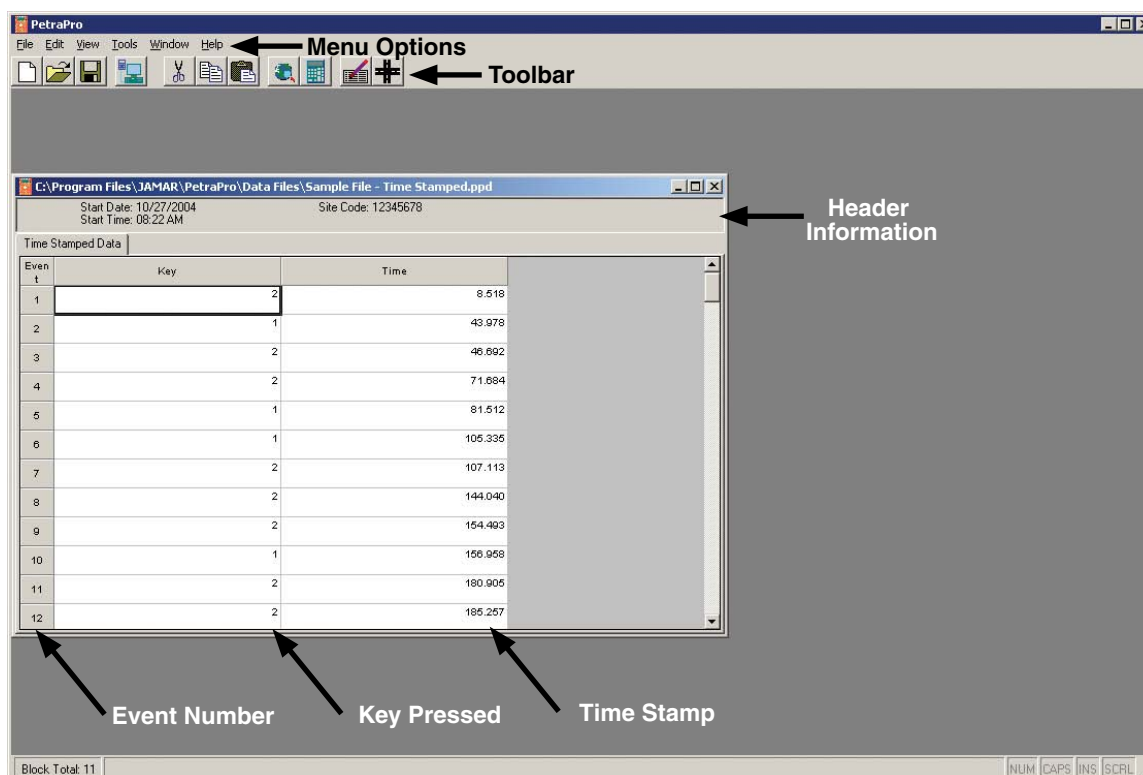 PetraPro
File Edit View Tools Window Help
Menu Options
Toolbar
C:\Program Files\JAMAR\PetraPro\Data Files\Sample File - Time Stamped.ppd
Start Date: 10/27/2004 Site Code: 12345678
Start Time: 08:22 AM
Header
Information
Time Stamped Data
Even
t Key Time
1 2 8.518
2 1 43.978
3 2 46.692
4 2 71.684
5 1 81.512
6 1 105.335
7 2 107.113
8 2 144.040
9 2 154.493
10 1 156.958
11 2 180.905
12 2 185.257
Event Number Key Pressed Time Stamp
Block Total: 11 NUM CAPS INS SCRL